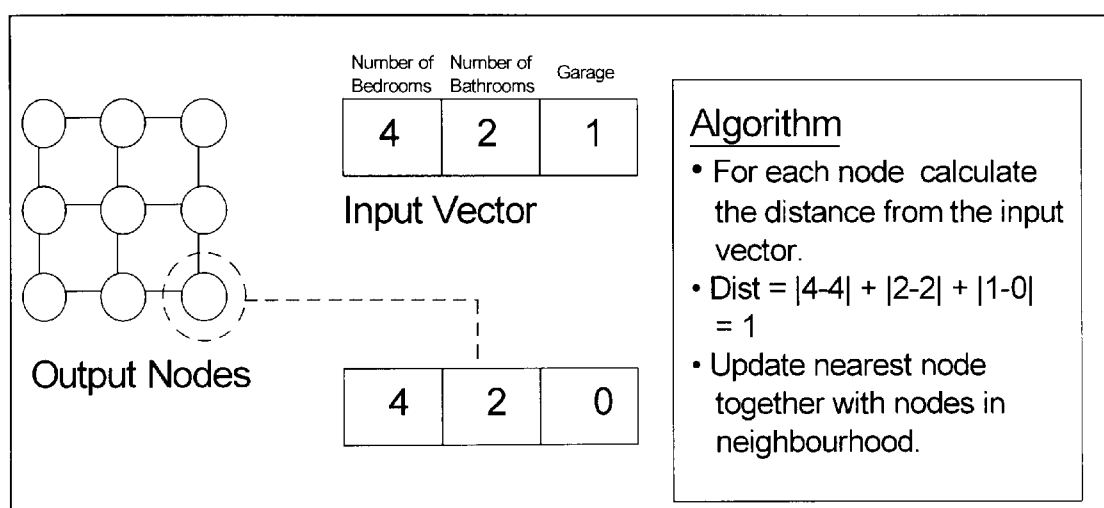 Number of Bedrooms
Number of Bathrooms
Garage
4 2 1
Input Vector
Output Nodes
4 2 0
Algorithm
• For each node calculate
the distance from the input
vector.
• Dist = |4-4| + |2-2| + |1-0|
= 1
• Update nearest node
together with nodes in
neighbourhood.